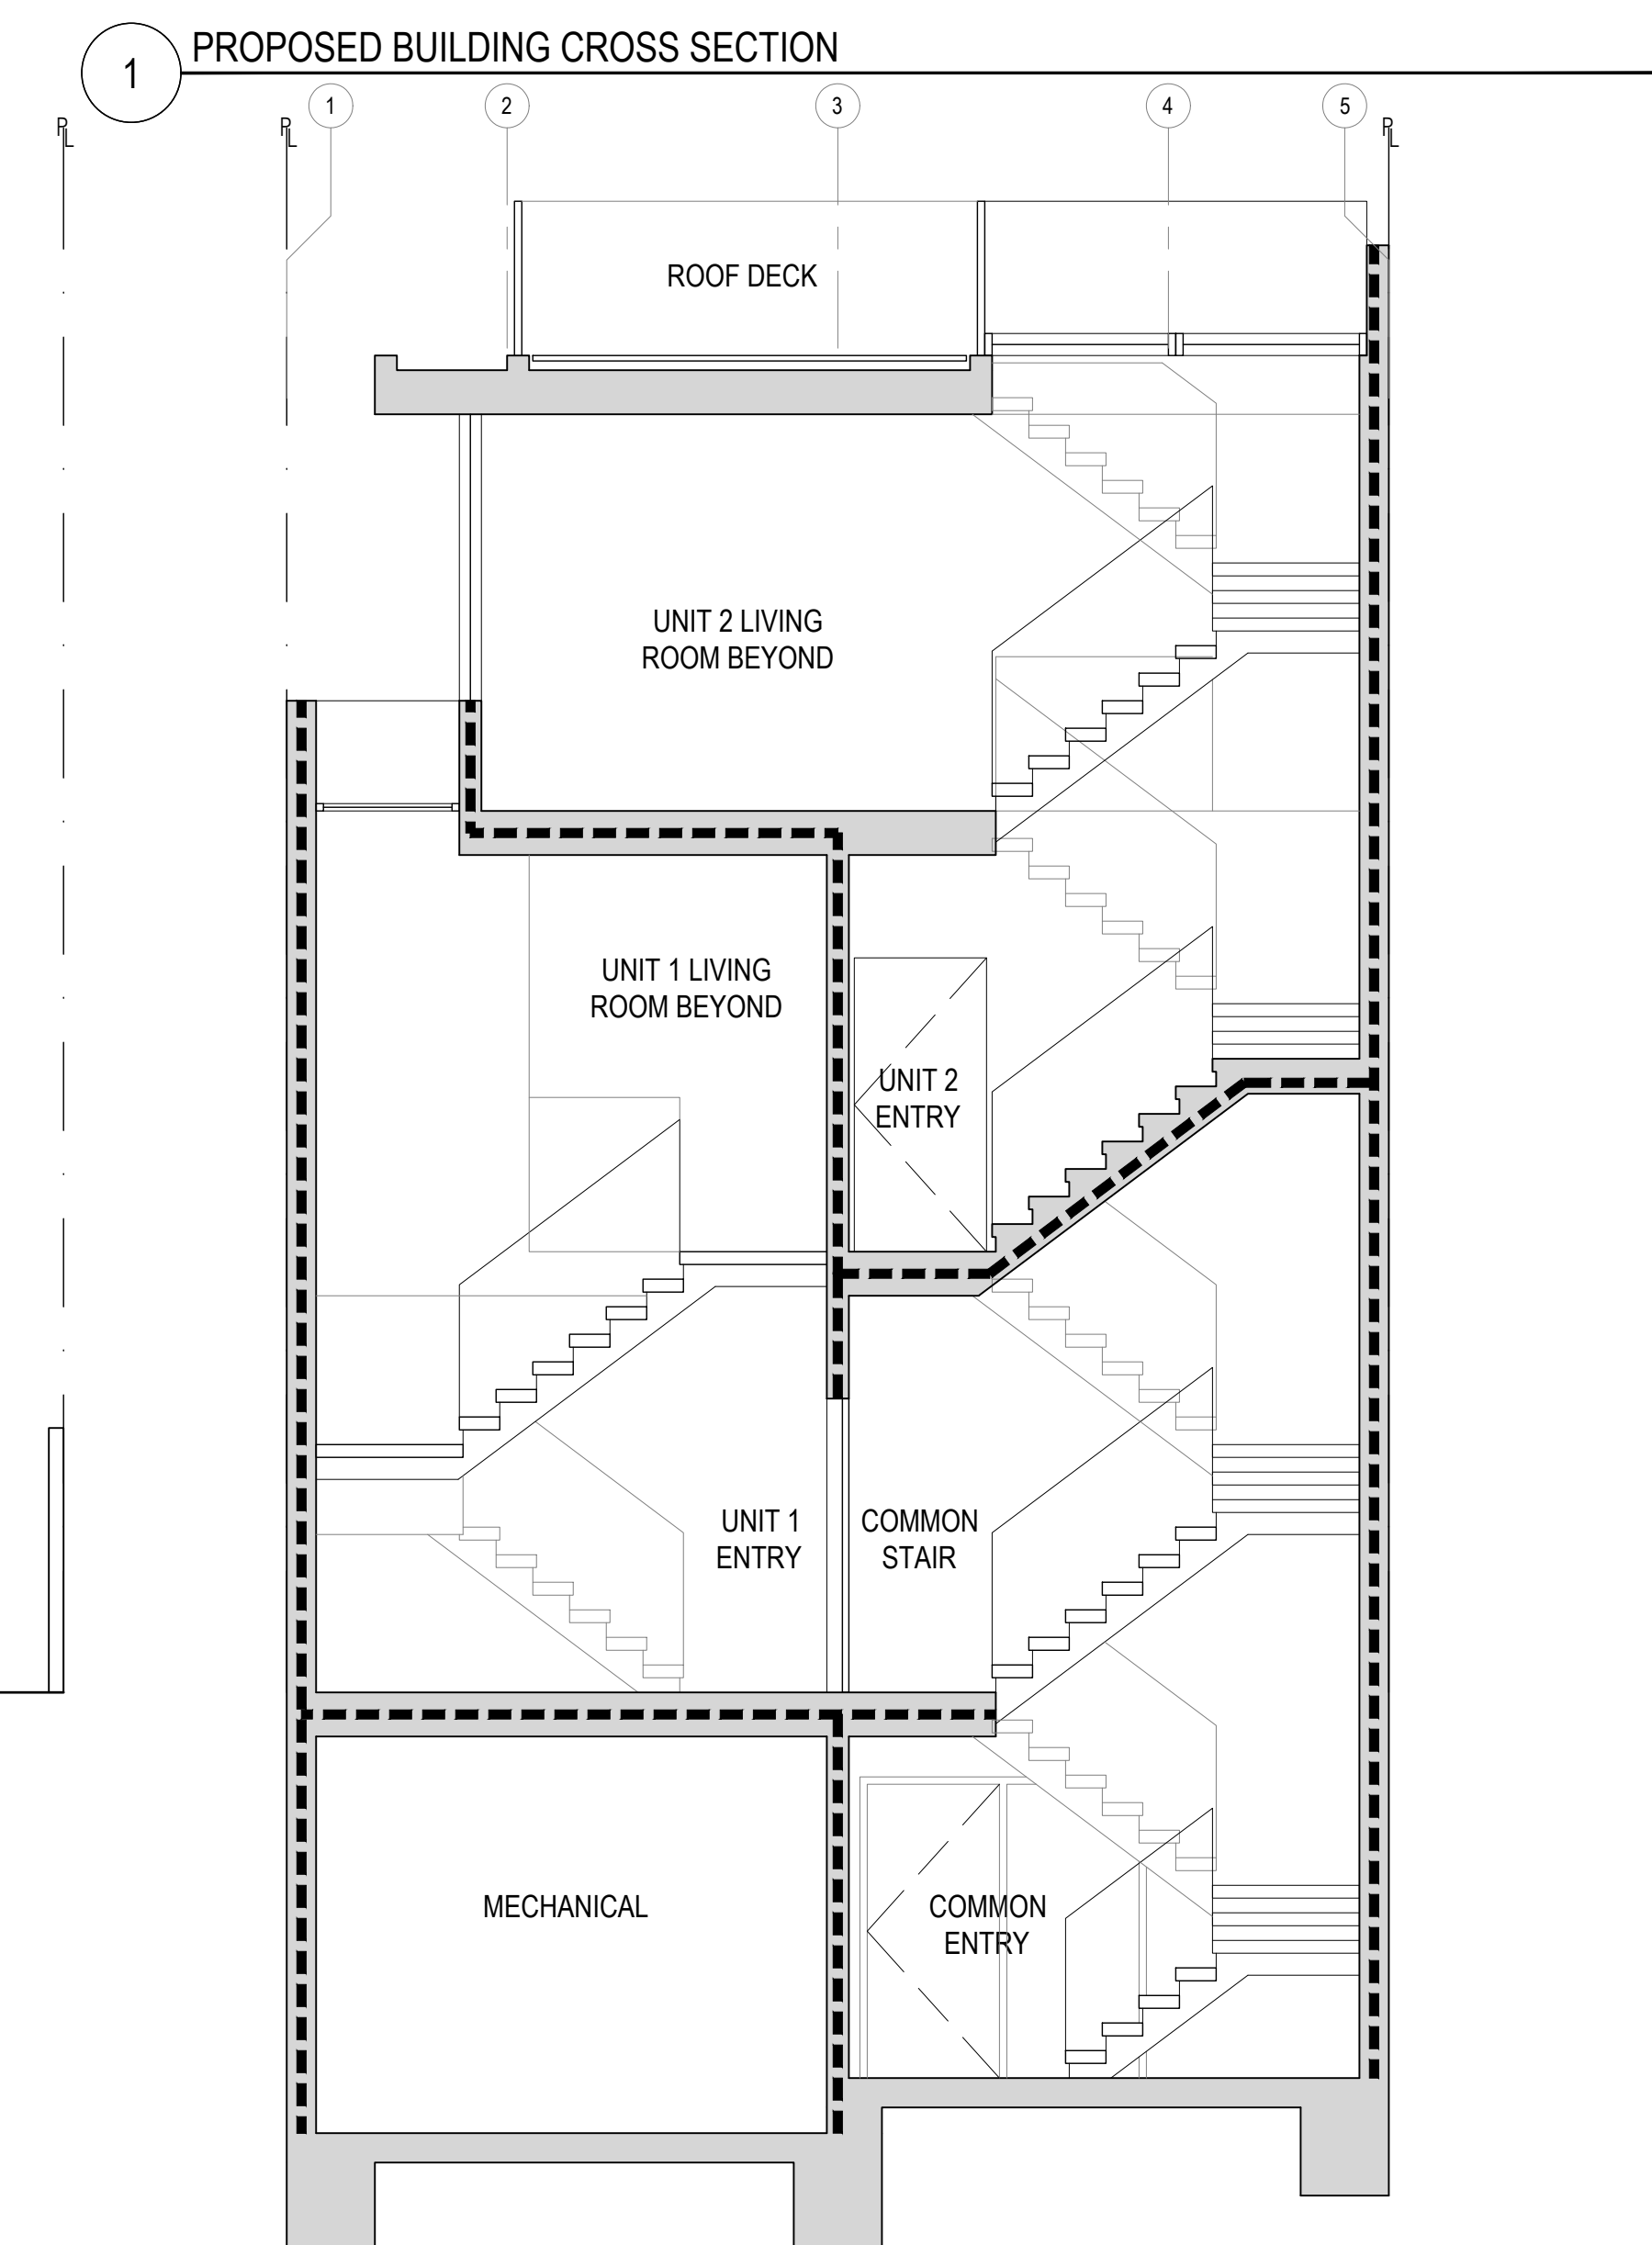 1
PROPOSED BUILDING CROSS SECTION
1
2
3
4
5
PL
PL
PL
ROOF DECK
UNIT 2 LIVING
ROOM BEYOND
UNIT 1 LIVING
ROOM BEYOND
UNIT 2
ENTRY
UNIT 1
ENTRY
COMMON
STAIR
MECHANICAL
COMMON
ENTRY